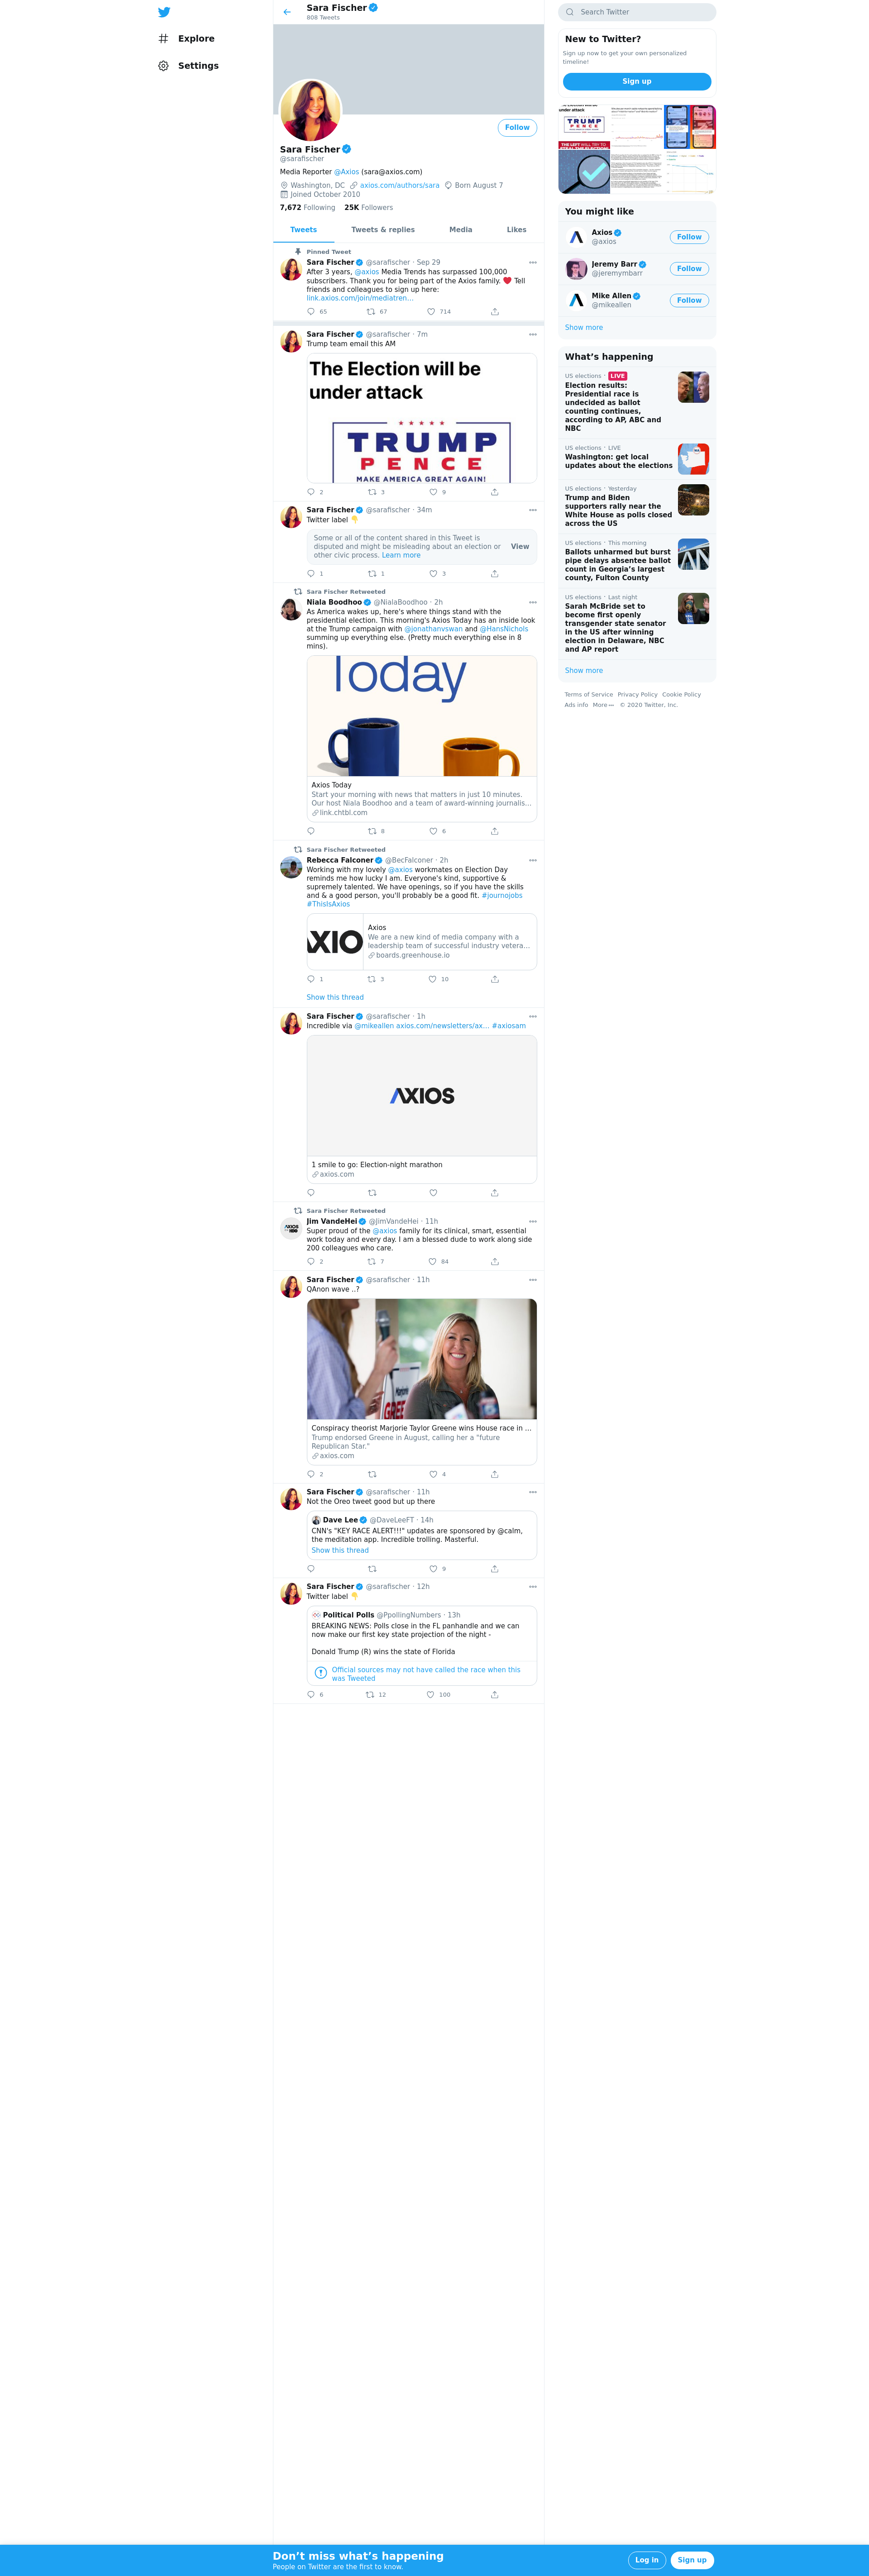 Explore
Settings
Sara Fischer
808 Tweets
Follow
Sara Fischer
@sarafischer
Media Reporter @Axios (sara@axios.com)
Washington, DC axios.com/authors/sara Born August 7
Joined October 2010
7,672 Following 25K Followers
Tweets Tweets & replies Media Likes
Pinned Tweet
Sara Fischer @sarafischer · Sep 29
After 3 years, @axios Media Trends has surpassed 100,000
subscribers. Thank you for being part of the Axios family. ❤️ Tell
friends and colleagues to sign up here:
link.axios.com/join/mediatren…
65 67 714
Sara Fischer @sarafischer · 7m
Trump team email this AM
The Election will be
under attack
TRUMP
PENCE
MAKE AMERICA GREAT AGAIN!
2 3 9
Sara Fischer @sarafischer · 34m
Twitter label 👇
Some or all of the content shared in this Tweet is
disputed and might be misleading about an election or
other civic process. Learn more
View
1 1 3
Sara Fischer Retweeted
Niala Boodhoo @NialaBoodhoo · 2h
As America wakes up, here's where things stand with the
presidential election. This morning's Axios Today has an inside look
at the Trump campaign with @jonathanvswan and @HansNichols
summing up everything else. (Pretty much everything else in 8
mins).
Today
Axios Today
Start your morning with news that matters in just 10 minutes.
Our host Niala Boodhoo and a team of award-winning journalis…
link.chtbl.com
8 6
Sara Fischer Retweeted
Rebecca Falconer @BecFalconer · 2h
Working with my lovely @axios workmates on Election Day
reminds me how lucky I am. Everyone's kind, supportive &
supremely talented. We have openings, so if you have the skills
and & a good person, you'll probably be a good fit. #journojobs
#ThisIsAxios
AXIO
Axios
We are a new kind of media company with a
leadership team of successful industry vetera…
boards.greenhouse.io
1 3 10
Show this thread
Sara Fischer @sarafischer · 1h
Incredible via @mikeallen axios.com/newsletters/ax… #axiosam
AXIOS
1 smile to go: Election-night marathon
axios.com
Sara Fischer Retweeted
AXIOS
HBO
Jim VandeHei @JimVandeHei · 11h
Super proud of the @axios family for its clinical, smart, essential
work today and every day. I am a blessed dude to work along side
200 colleagues who care.
2 7 84
Sara Fischer @sarafischer · 11h
QAnon wave ..?
Conspiracy theorist Marjorie Taylor Greene wins House race in …
Trump endorsed Greene in August, calling her a "future
Republican Star."
axios.com
2 4
Sara Fischer @sarafischer · 11h
Not the Oreo tweet good but up there
Dave Lee @DaveLeeFT · 14h
CNN's "KEY RACE ALERT!!!" updates are sponsored by @calm,
the meditation app. Incredible trolling. Masterful.
Show this thread
9
Sara Fischer @sarafischer · 12h
Twitter label 👇
Political Polls @PpollingNumbers · 13h
BREAKING NEWS: Polls close in the FL panhandle and we can
now make our first key state projection of the night -
Donald Trump (R) wins the state of Florida
Official sources may not have called the race when this
was Tweeted
6 12 100
Search Twitter
New to Twitter?
Sign up now to get your own personalized
timeline!
Sign up
under attack
TRUMP
PENCE
THE LEFT WILL TRY TO
You might like
Axios
@axios
Follow
Jeremy Barr
@jeremymbarr
Follow
Mike Allen
@mikeallen
Follow
Show more
What's happening
US elections · LIVE
Election results:
Presidential race is
undecided as ballot
counting continues,
according to AP, ABC and
NBC
US elections · LIVE
Washington: get local
updates about the elections
US elections · Yesterday
Trump and Biden
supporters rally near the
White House as polls closed
across the US
US elections · This morning
Ballots unharmed but burst
pipe delays absentee ballot
count in Georgia's largest
county, Fulton County
US elections · Last night
Sarah McBride set to
become first openly
transgender state senator
in the US after winning
election in Delaware, NBC
and AP report
Show more
Terms of Service Privacy Policy Cookie Policy
Ads info More ••• © 2020 Twitter, Inc.
Don't miss what's happening
People on Twitter are the first to know.
Log in
Sign up